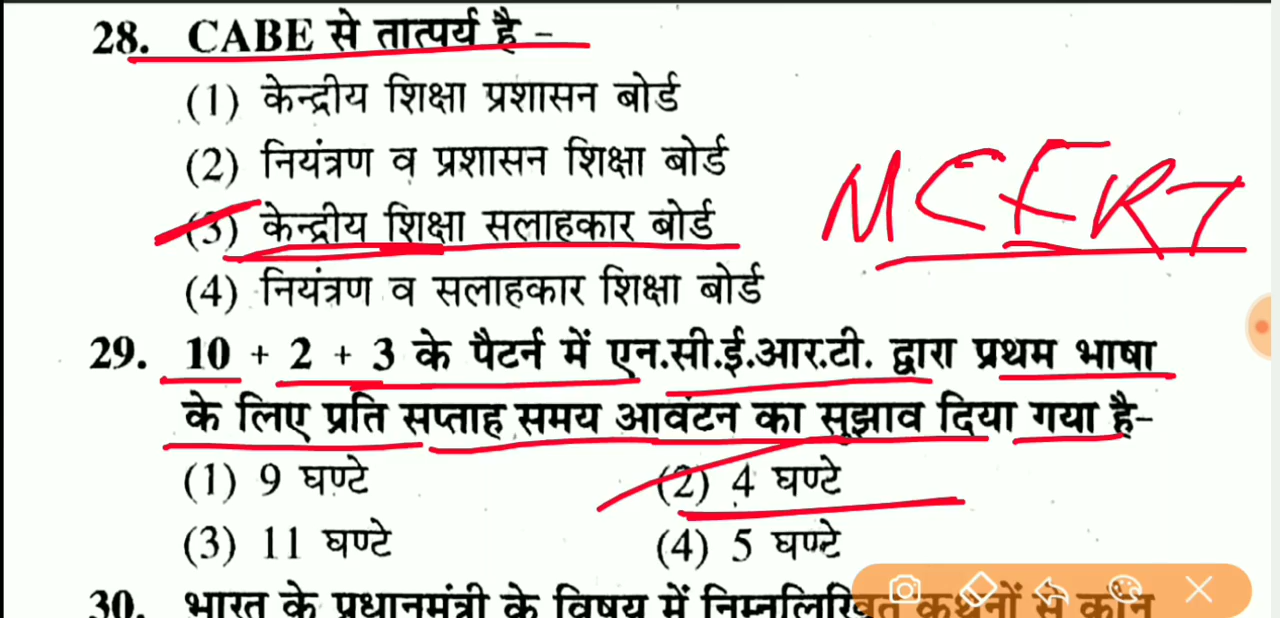 28. CABE से तात्पर्य है -
(1) केन्द्रीय शिक्षा प्रशासन बोर्ड
(2) नियंत्रण व प्रशासन शिक्षा बोर्ड
(3) केन्द्रीय शिक्षा सलाहकार बोर्ड
MCERT
(4) नियंत्रण व सलाहकार शिक्षा बोर्ड
29. 10 + 2 + 3 के पैटर्न में एन.सी.ई.आर.टी. द्वारा प्रथम भाषा
के लिए प्रति सप्ताह समय आवंटन का सुझाव दिया गया है-
(1) 9 घण्टे (2) 4 घण्टे
(3) 11 घण्टे (4) 5 घण्टे
30. भारत के प्रधानमंत्री के विषय में निम्नलिखित कथनों से कौन